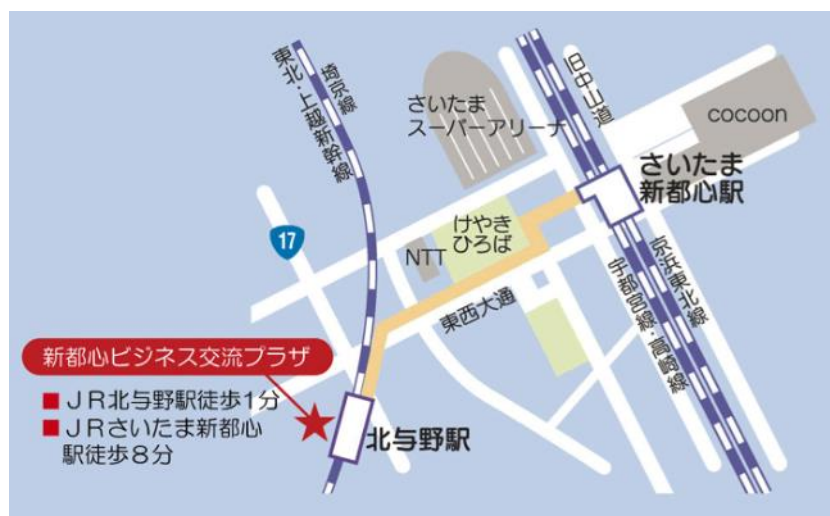 埼京線
東北・上越新幹線
さいたま
スーパーアリーナ
旧中山道
cocoon
さいたま
新都心駅
けやき
ひろば
NTT
17
東西大通
京浜東北線
宇都宮線・高崎線
新都心ビジネス交流プラザ
■ＪＲ北与野駅徒歩1分
■ＪＲさいたま新都心
駅徒歩８分
北与野駅